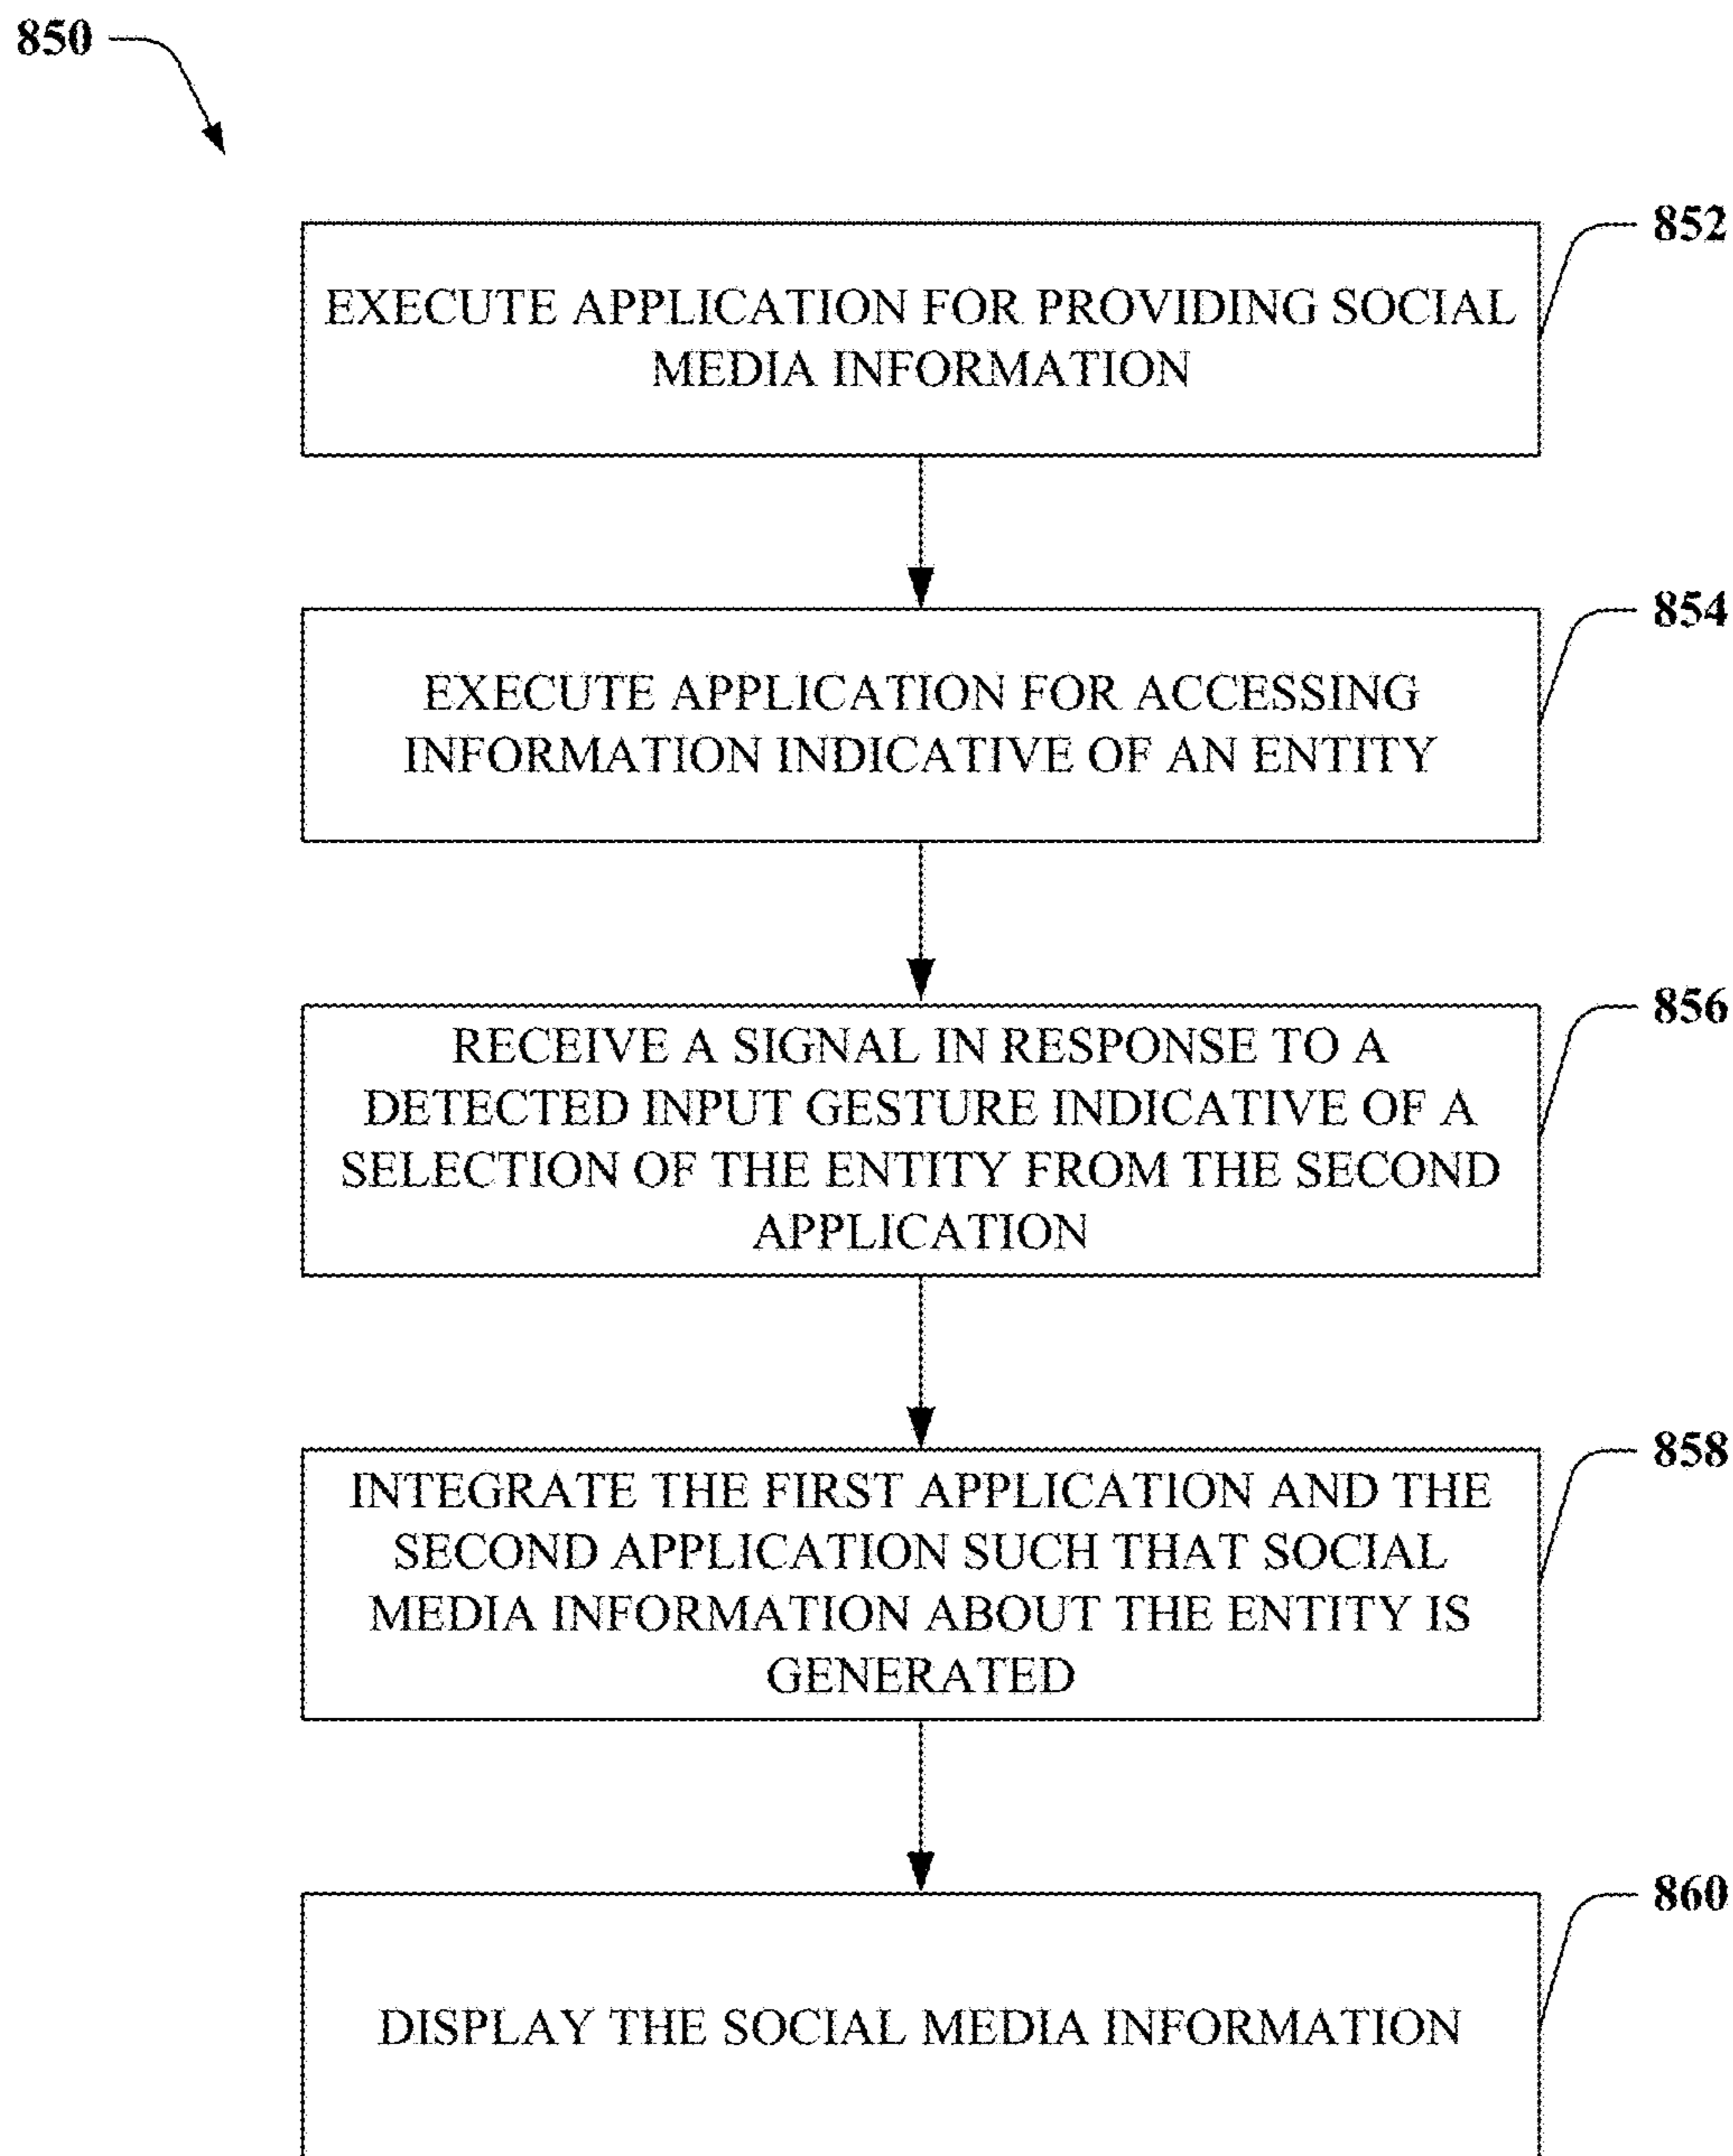 850
852
EXECUTE APPLICATION FOR PROVIDING SOCIAL
MEDIA INFORMATION
854
EXECUTE APPLICATION FOR ACCESSING
INFORMATION INDICATIVE OF AN ENTITY
856
RECEIVE A SIGNAL IN RESPONSE TO A
DETECTED INPUT GESTURE INDICATIVE OF A
SELECTION OF THE ENTITY FROM THE SECOND
APPLICATION
858
INTEGRATE THE FIRST APPLICATION AND THE
SECOND APPLICATION SUCH THAT SOCIAL
MEDIA INFORMATION ABOUT THE ENTITY IS
GENERATED
860
DISPLAY THE SOCIAL MEDIA INFORMATION